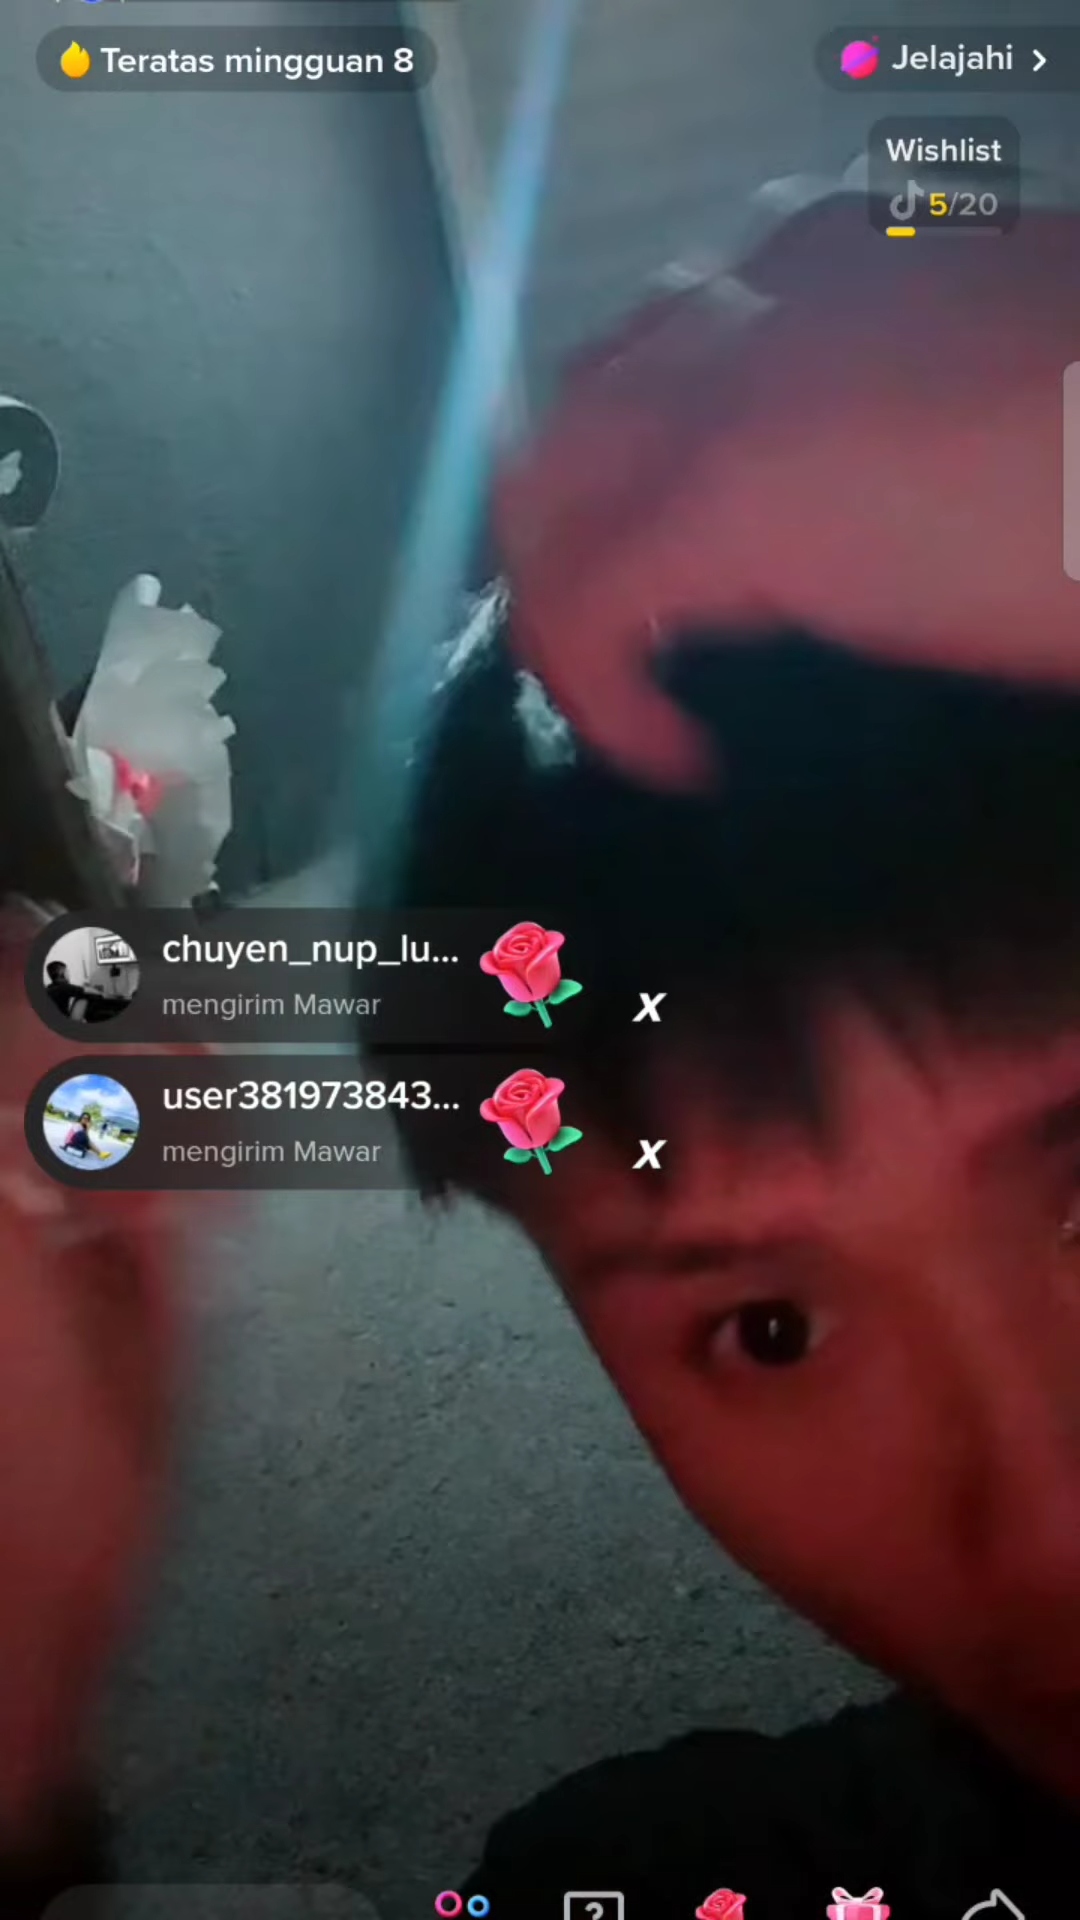 Teratas mingguan 8
Jelajahi
Wishlist
5/20
chuyen_nup_lu...
mengirim Mawar
x
user381973843...
mengirim Mawar
x
?